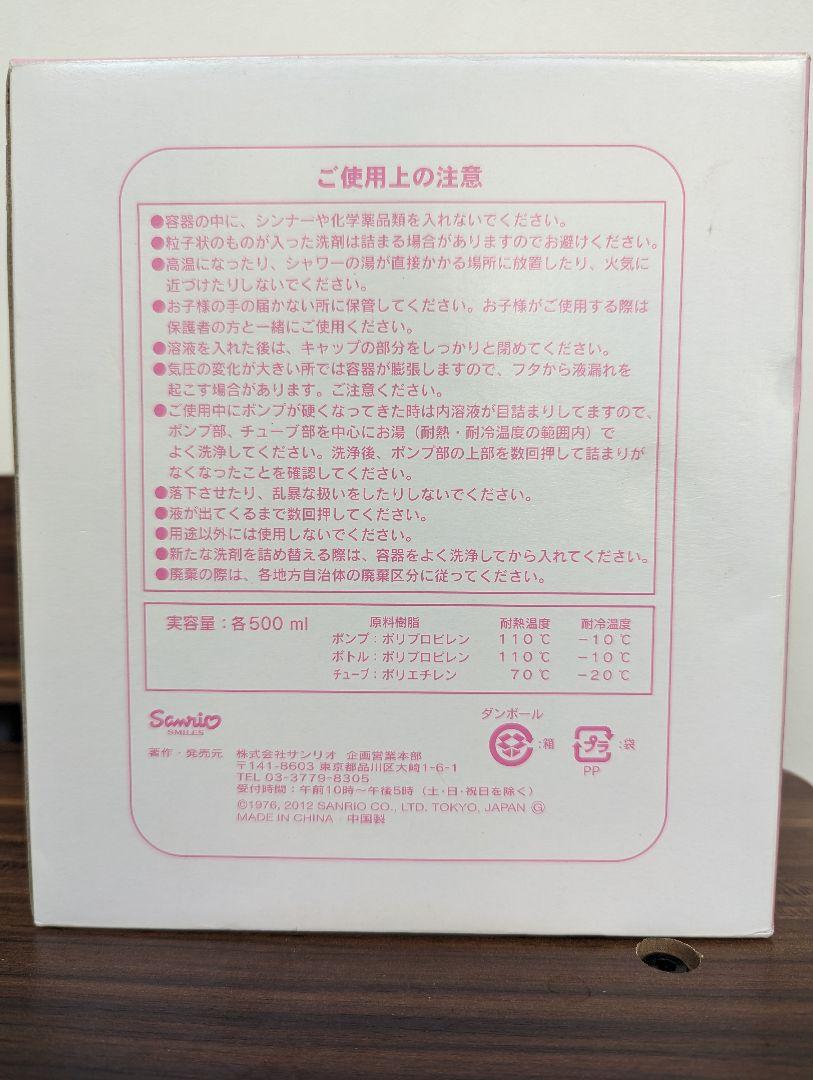 ご使用上の注意
●容器の中に、シンナーや化学薬品類を入れないでください。
●粒子状のものが入った洗剤は詰まる場合がありますのでお避けください。
●高温になったり、シャワーの湯が直接かかる場所に放置したり、火気に
近づけたりしないでください。
●お子様の手の届かない所に保管してください。お子様がご使用する際は
保護者の方と一緒にご使用ください。
●溶液を入れた後は、キャップの部分をしっかりと閉めてください。
●気圧の変化が大きい所では容器が膨張しますので、フタから液漏れを
起こす場合があります。ご注意ください。
●ご使用中にポンプが硬くなってきた時は内溶液が目詰まりしてますので、
ポンプ部、チューブ部を中心にお湯（耐熱・耐冷温度の範囲内）で
よく洗浄してください。洗浄後、ポンプ部の上部を数回押して詰まりが
なくなったことを確認してください。
●落下させたり、乱暴な扱いをしたりしないでください。
●液が出てくるまで数回押してください。
●用途以外には使用しないでください。
●新たな洗剤を詰め替える際は、容器をよく洗浄してから入れてください。
●廃棄の際は、各地方自治体の廃棄区分に従ってください。
実容量：各500 ml 原料樹脂 耐熱温度 耐冷温度
ポンプ：ポリプロピレン 110℃ －10℃
ボトル：ポリプロピレン 110℃ －10℃
チューブ：ポリエチレン 70℃ －20℃
Sanrio
SMILES
ダンボール
:箱 プラ :袋
PP
著作・発売元 株式会社サンリオ 企画営業本部
〒141-8603 東京都品川区大崎1-6-1
TEL 03-3779-8305
受付時間：午前10時〜午後5時（土・日・祝日を除く）
©1976, 2012 SANRIO CO., LTD. TOKYO, JAPAN Ⓖ
MADE IN CHINA 中国製